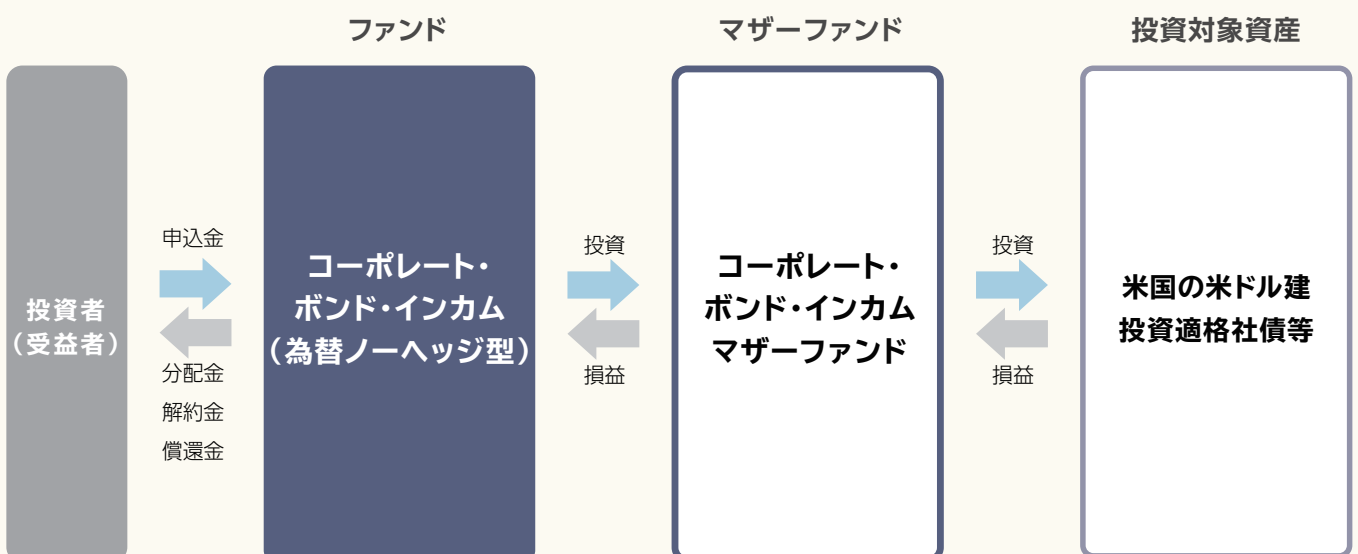 ファンド
マザーファンド
投資対象資産
投資者
（受益者）
申込金
分配金
解約金
償還金
コーポレート・
ボンド・インカム
（為替ノーヘッジ型）
投資
損益
コーポレート・
ボンド・インカム
マザーファンド
投資
損益
米国の米ドル建
投資適格社債等